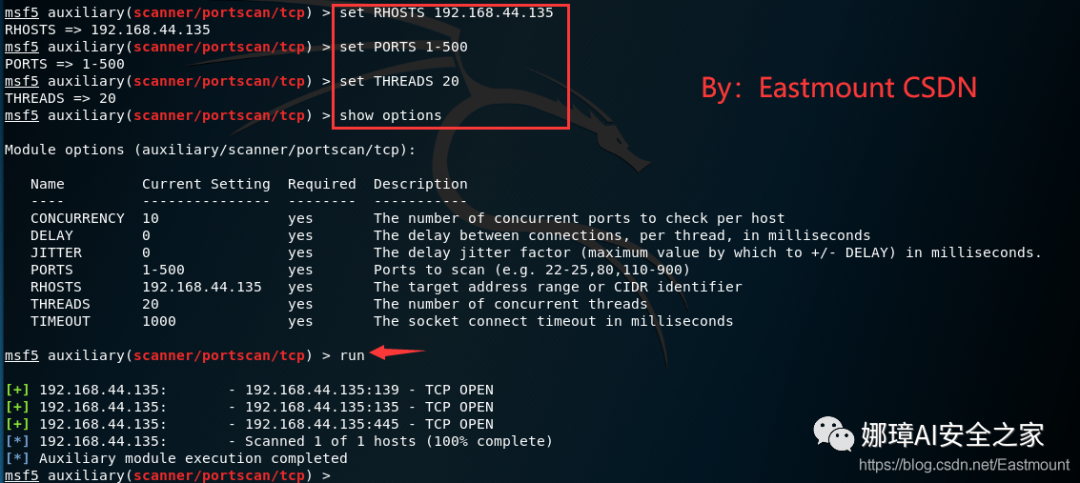 msf5 auxiliary(scanner/portscan/tcp) > set RHOSTS 192.168.44.135
RHOSTS => 192.168.44.135
msf5 auxiliary(scanner/portscan/tcp) > set PORTS 1-500
PORTS => 1-500
msf5 auxiliary(scanner/portscan/tcp) > set THREADS 20
THREADS => 20
msf5 auxiliary(scanner/portscan/tcp) > show options
By：Eastmount CSDN
Module options (auxiliary/scanner/portscan/tcp):
Name Current Setting Required Description
---- --------------- -------- -----------
CONCURRENCY 10 yes The number of concurrent ports to check per host
DELAY 0 yes The delay between connections, per thread, in milliseconds
JITTER 0 yes The delay jitter factor (maximum value by which to +/- DELAY) in milliseconds.
PORTS 1-500 yes Ports to scan (e.g. 22-25,80,110-900)
RHOSTS 192.168.44.135 yes The target address range or CIDR identifier
THREADS 20 yes The number of concurrent threads
TIMEOUT 1000 yes The socket connect timeout in milliseconds
msf5 auxiliary(scanner/portscan/tcp) > run
[+] 192.168.44.135: - 192.168.44.135:139 - TCP OPEN
[+] 192.168.44.135: - 192.168.44.135:135 - TCP OPEN
[+] 192.168.44.135: - 192.168.44.135:445 - TCP OPEN
[*] 192.168.44.135: - Scanned 1 of 1 hosts (100% complete)
[*] Auxiliary module execution completed
msf5 auxiliary(scanner/portscan/tcp) >
娜璋AI安全之家
https://blog.csdn.net/Eastmount